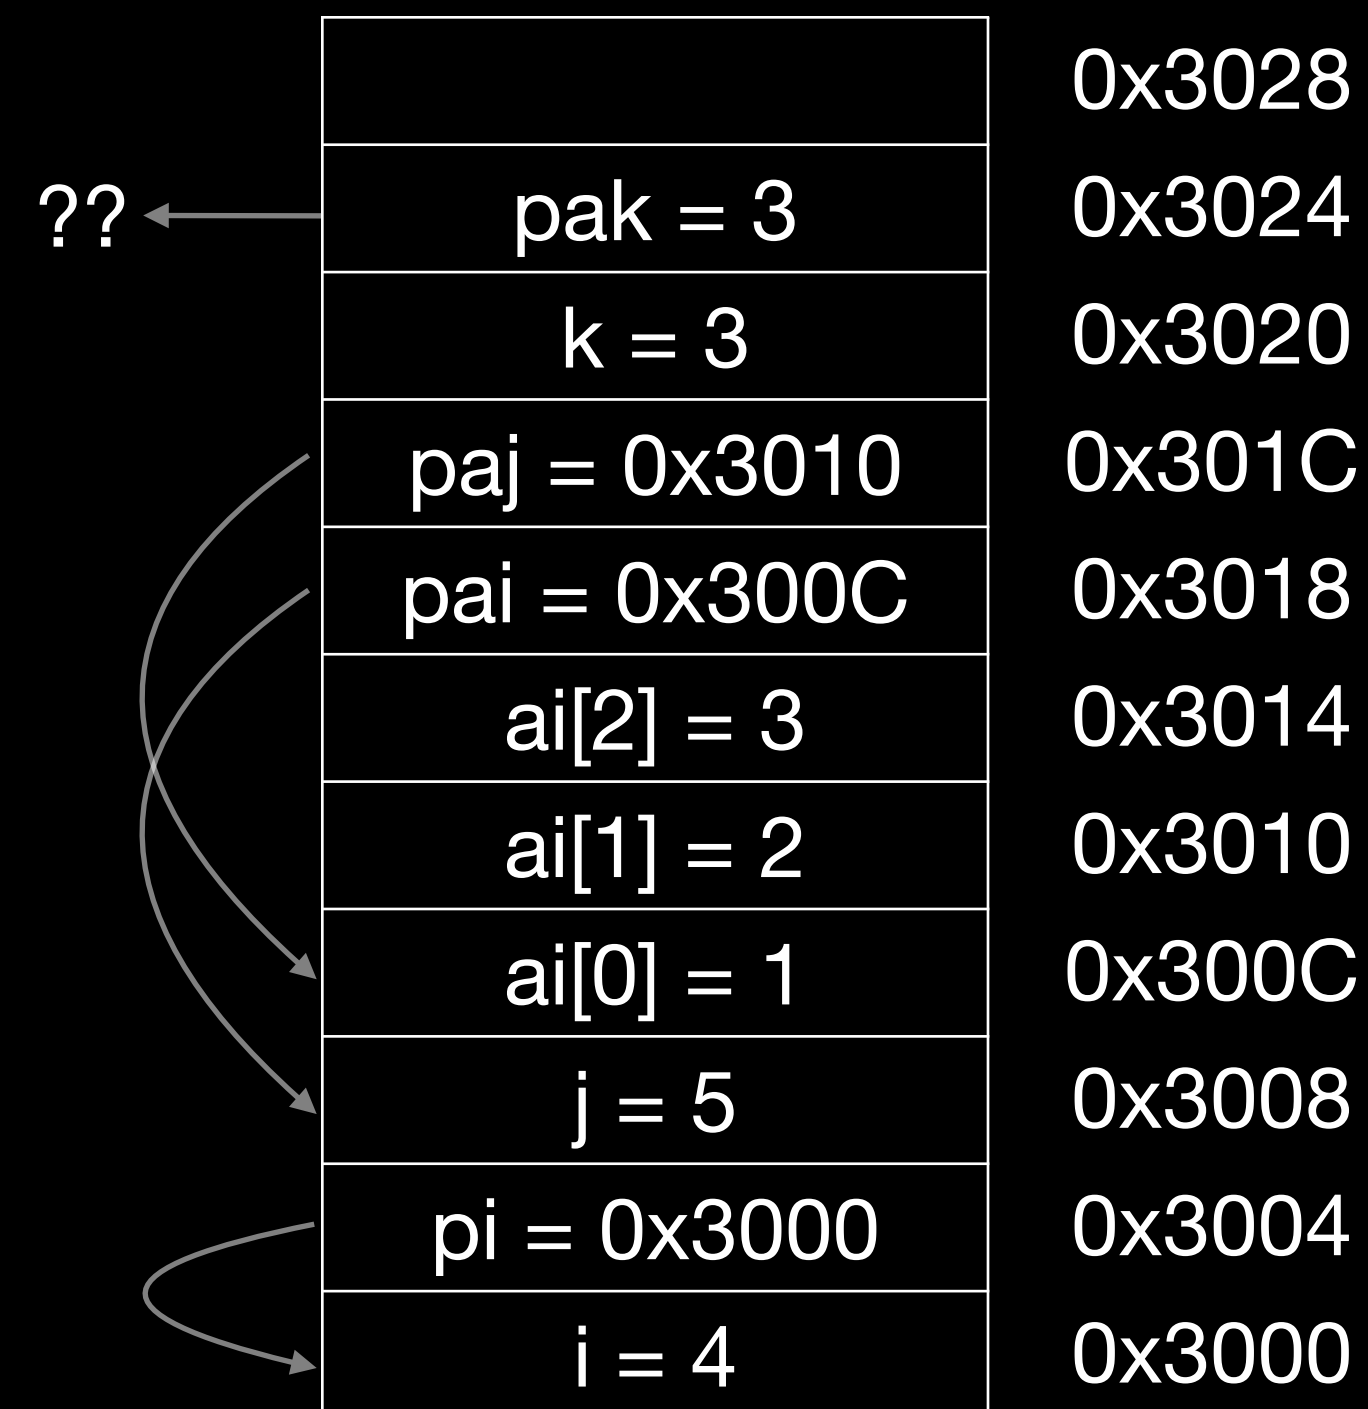 0x3028
?? pak = 3 0x3024
k = 3 0x3020
paj = 0x3010 0x301C
pai = 0x300C 0x3018
ai[2] = 3 0x3014
ai[1] = 2 0x3010
ai[0] = 1 0x300C
j = 5 0x3008
pi = 0x3000 0x3004
i = 4 0x3000